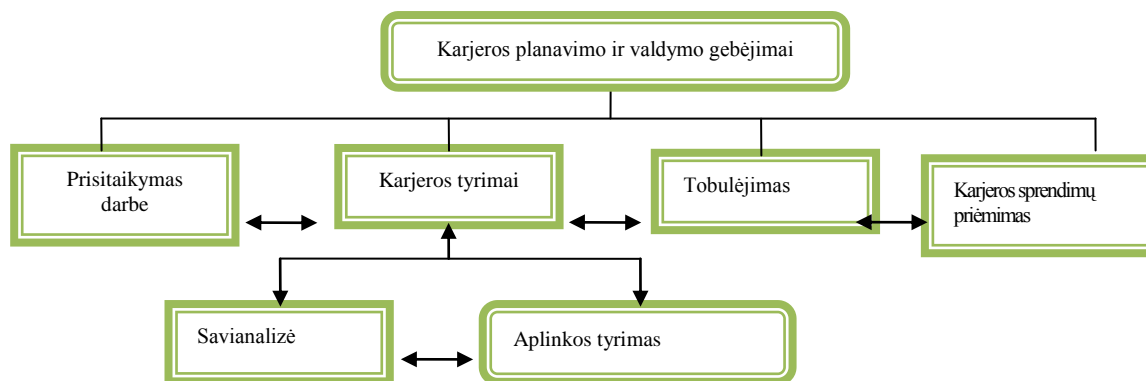 Karjeros planavimo ir valdymo gebėjimai
Prisitaikymas
darbe
Karjeros tyrimai
Tobulėjimas
Karjeros sprendimų
priėmimas
Savianalizė
Aplinkos tyrimas